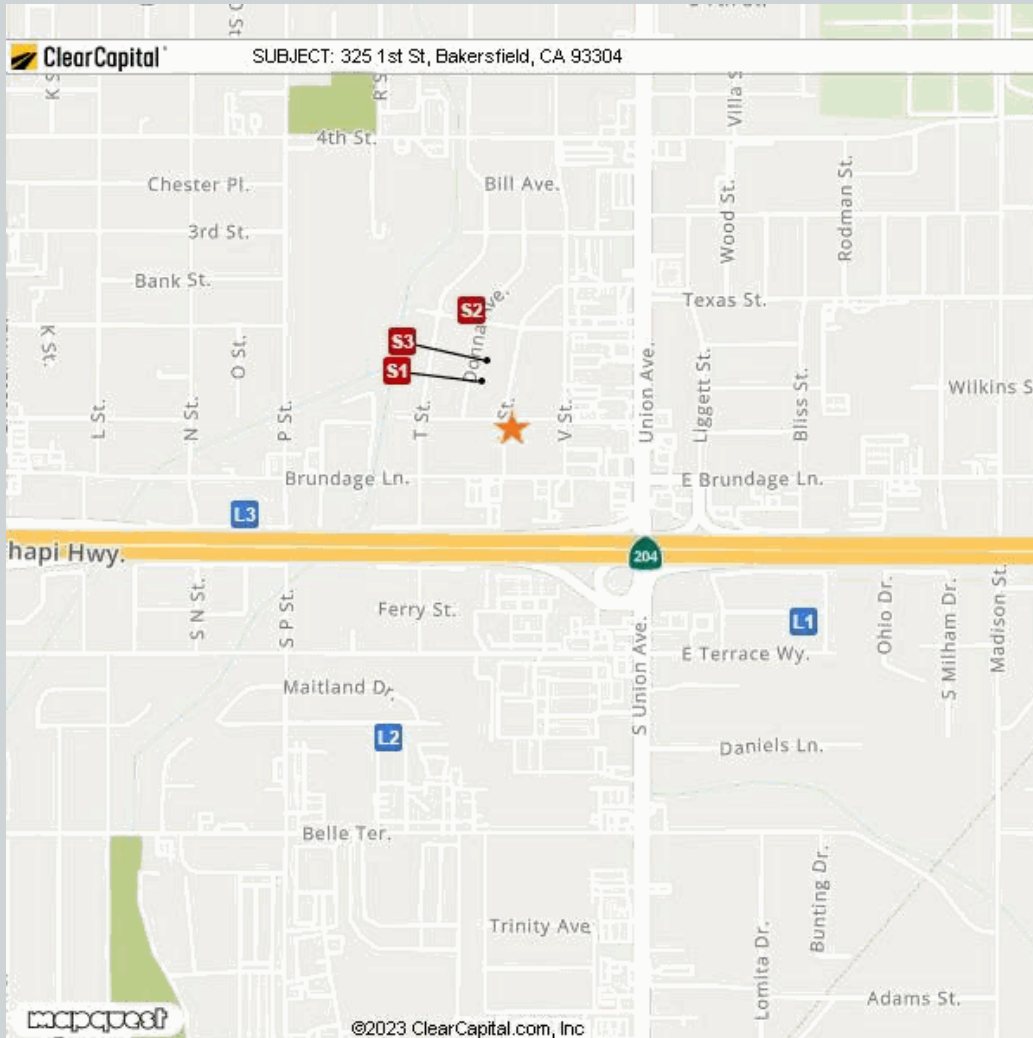 ClearCapital
SUBJECT: 325 1st St, Bakersfield, CA 93304
K S
R S
Villa S
4th St.
Chester Pl.
Bill Ave.
Wood St.
Rodman St.
3rd St.
Bank St.
Donna Ave.
Texas St.
S2
S3
S1
K St.
O St.
Union Ave.
Liggett St.
Bliss St.
Wilkins S
L St.
N St.
P St.
T St.
St.
V St.
Brundage Ln.
E Brundage Ln.
L3
hapi Hwy.
204
S N St.
S P St.
Ferry St.
L1
Ohio Dr.
S Milham Dr.
Madison St.
E Terrace Wy.
S Union Ave.
Maitland Dr.
L2
Daniels Ln.
Belle Ter.
Bunting Dr.
Trinity Ave
Lomita Dr.
Adams St.
mapquest
©2023 ClearCapital.com, Inc